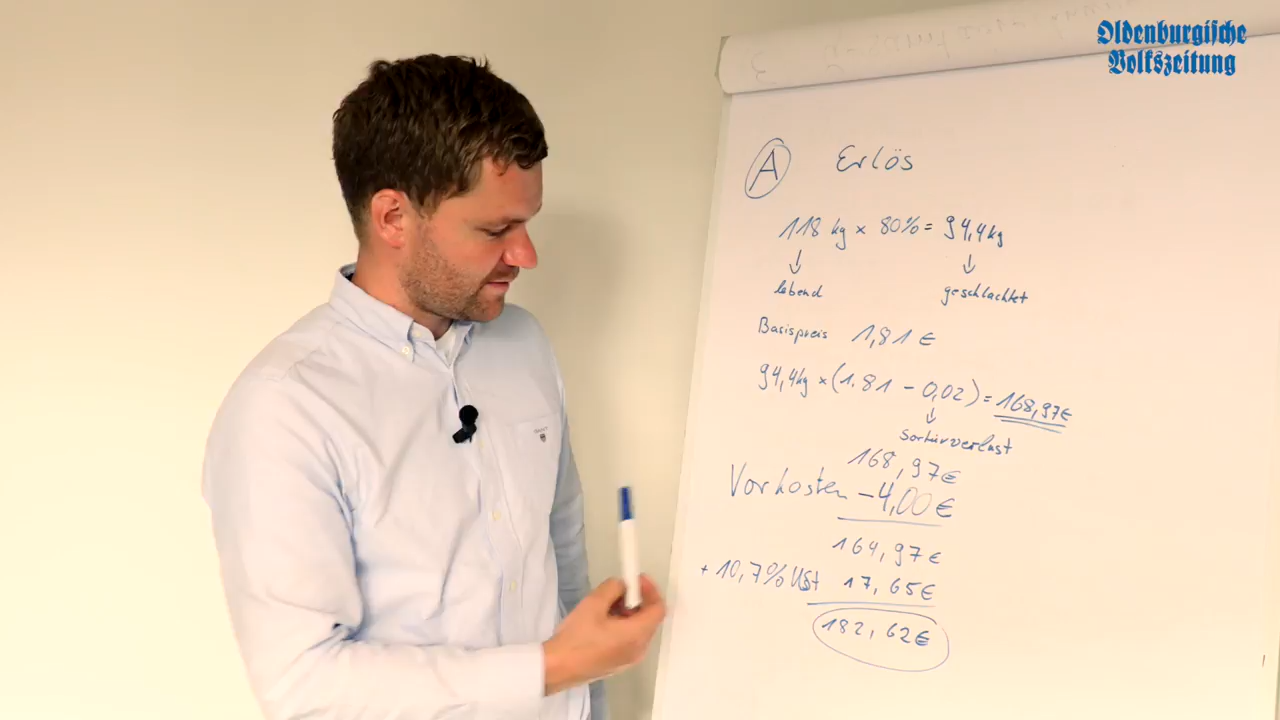 Oldenburgische
Volkszeitung
A Erlös
118 kg × 80% = 94,4kg
↓ ↓
lebend geschlachtet
Basispreis 1,81 €
94,4kg × (1.81 - 0,02) = 168,97€
↓
Sortierverlust
168,97€
Vorkosten -4,00 €
164,97€
+ 10,7% USt 17,65€
182,62€